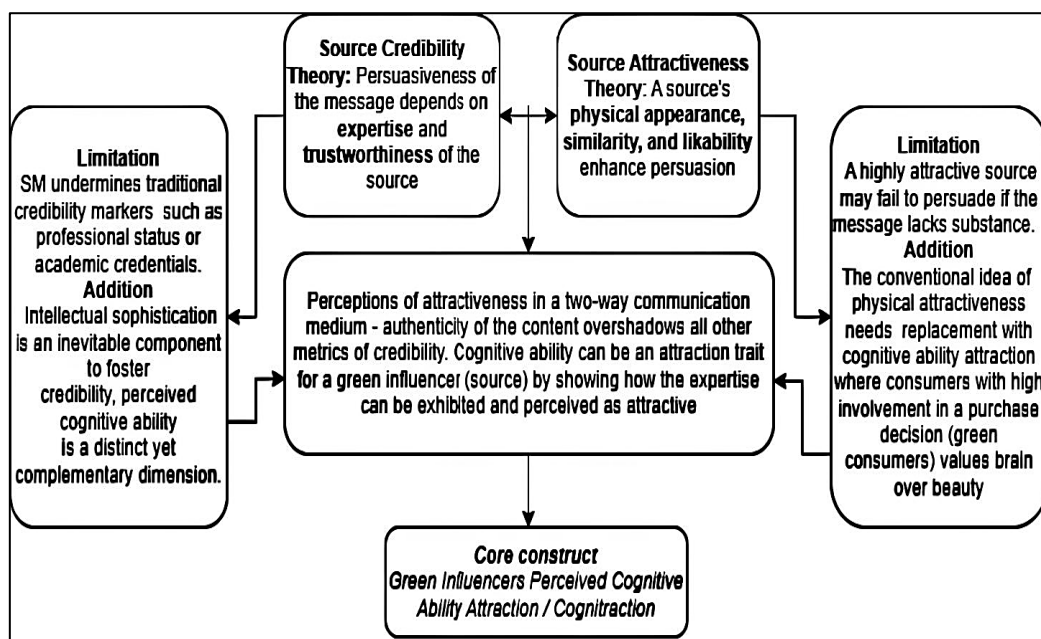 Source Credibility
Theory: Persuasiveness of
the message depends on
expertise and
trustworthiness of the
source
Source Attractiveness
Theory: A source's
physical appearance,
similarity, and likability
enhance persuasion
Limitation
SM undermines traditional
credibility markers such as
professional status or
academic credentials.
Addition
Intellectual sophistication
is an inevitable component
to foster
credibility, perceived
cognitive ability
is a distinct yet
complementary dimension.
Perceptions of attractiveness in a two-way communication
medium - authenticity of the content overshadows all other
metrics of credibility. Cognitive ability can be an attraction trait
for a green influencer (source) by showing how the expertise
can be exhibited and perceived as attractive
Limitation
A highly attractive source
may fail to persuade if the
message lacks substance.
Addition
The conventional idea of
physical attractiveness
needs replacement with
cognitive ability attraction
where consumers with high
involvement in a purchase
decision (green
consumers) values brain
over beauty
Core construct
Green Influencers Perceived Cognitive
Ability Attraction / Cognitraction